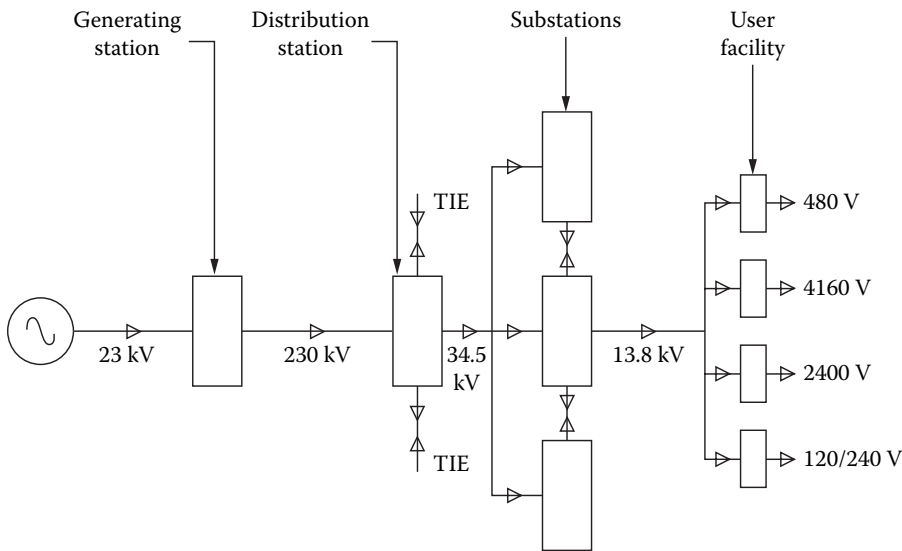 Generating
station
Distribution
station
Substations
User
facility
TIE
480 V
4160 V
23 kV
230 kV
34.5
kV
13.8 kV
2400 V
TIE
120/240 V